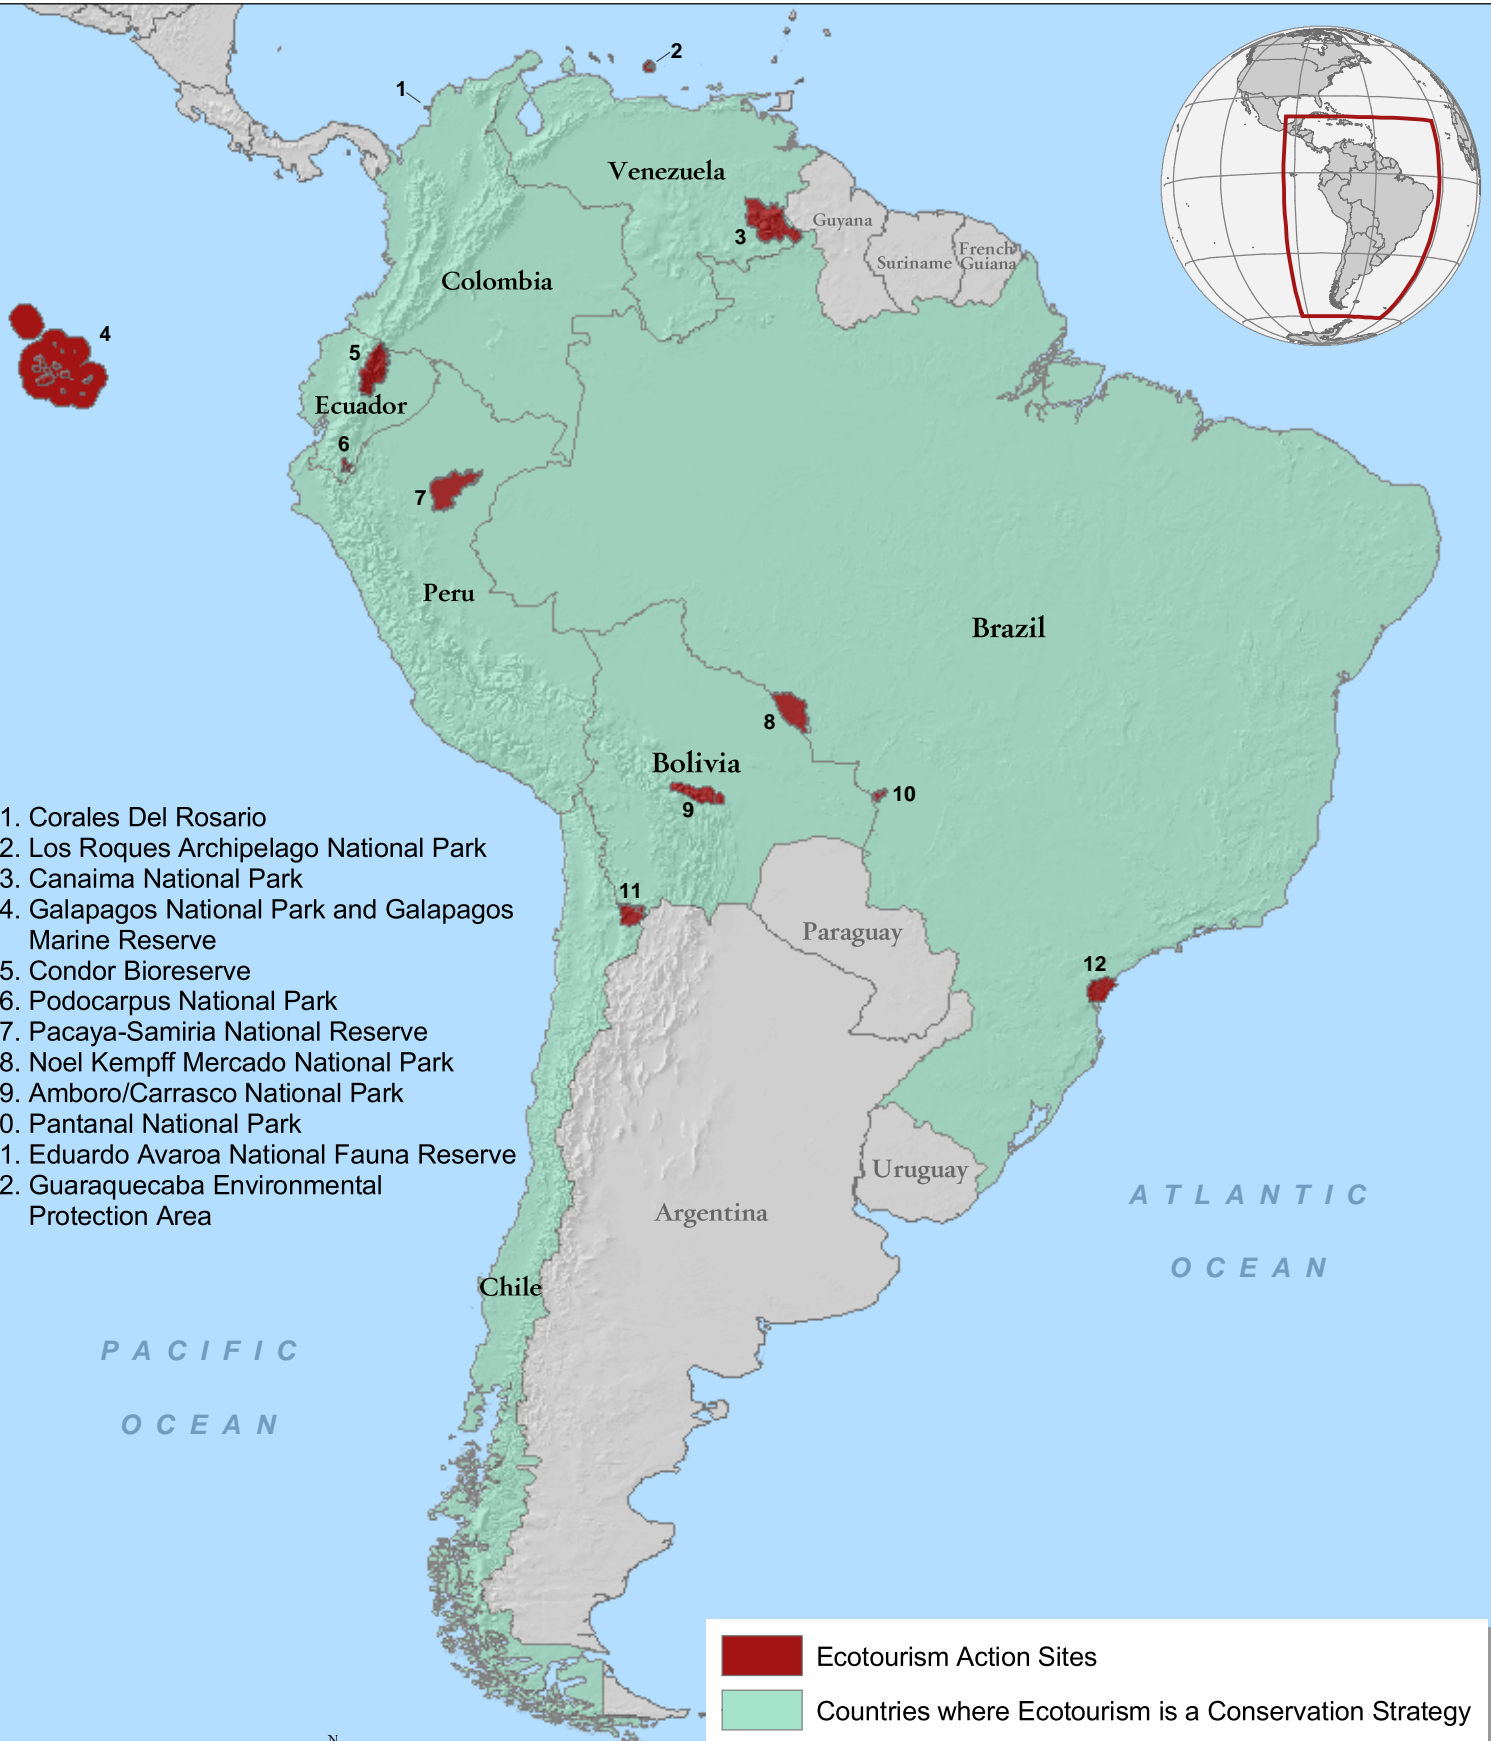 2
1
Venezuela
Guyana
3
Suriname
French
Guiana
Colombia
4
5
Ecuador
6
7
Peru
Brazil
8
Bolivia
9
10
11
Paraguay
12
1. Corales Del Rosario
2. Los Roques Archipelago National Park
3. Canaima National Park
4. Galapagos National Park and Galapagos
Marine Reserve
5. Condor Bioreserve
6. Podocarpus National Park
7. Pacaya-Samiria National Reserve
8. Noel Kempff Mercado National Park
9. Amboro/Carrasco National Park
0. Pantanal National Park
1. Eduardo Avaroa National Fauna Reserve
2. Guaraquecaba Environmental
Protection Area
Uruguay
Argentina
ATLANTIC
OCEAN
Chile
PACIFIC
OCEAN
Ecotourism Action Sites
Countries where Ecotourism is a Conservation Strategy
N